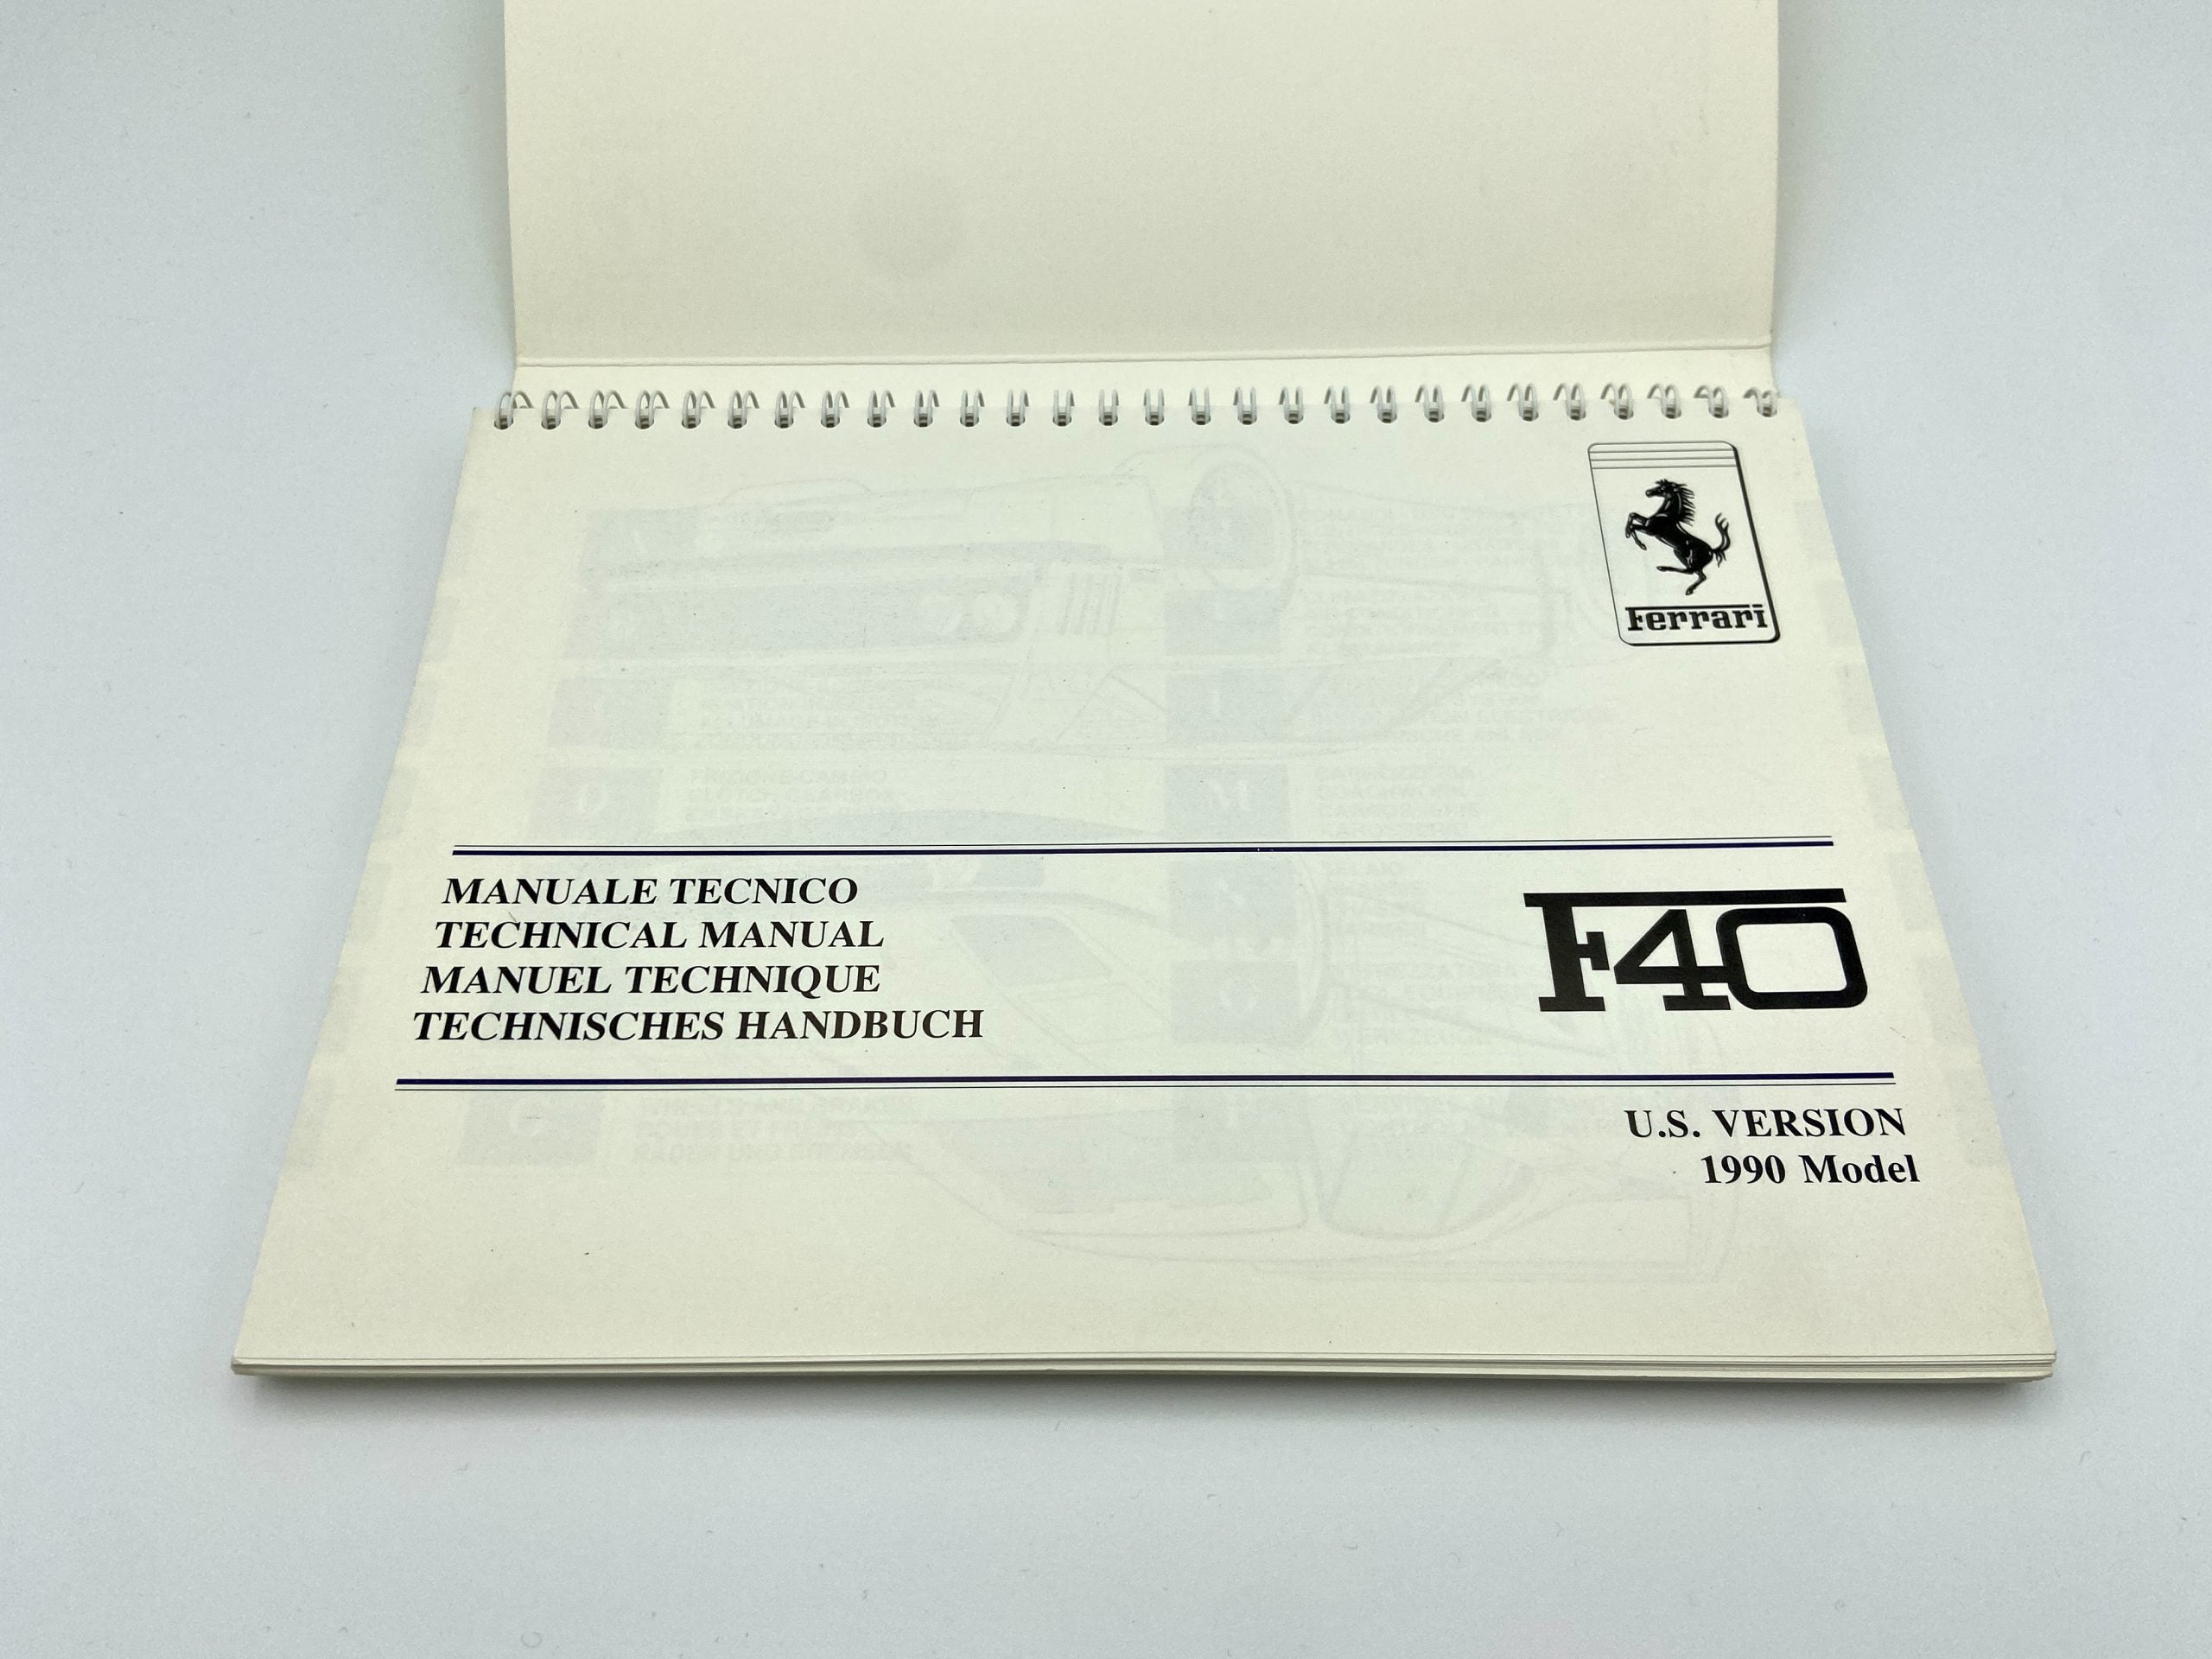 Ferrari
MANUALE TECNICO
TECHNICAL MANUAL
MANUEL TECHNIQUE
TECHNISCHES HANDBUCH
F40
U.S. VERSION
1990 Model